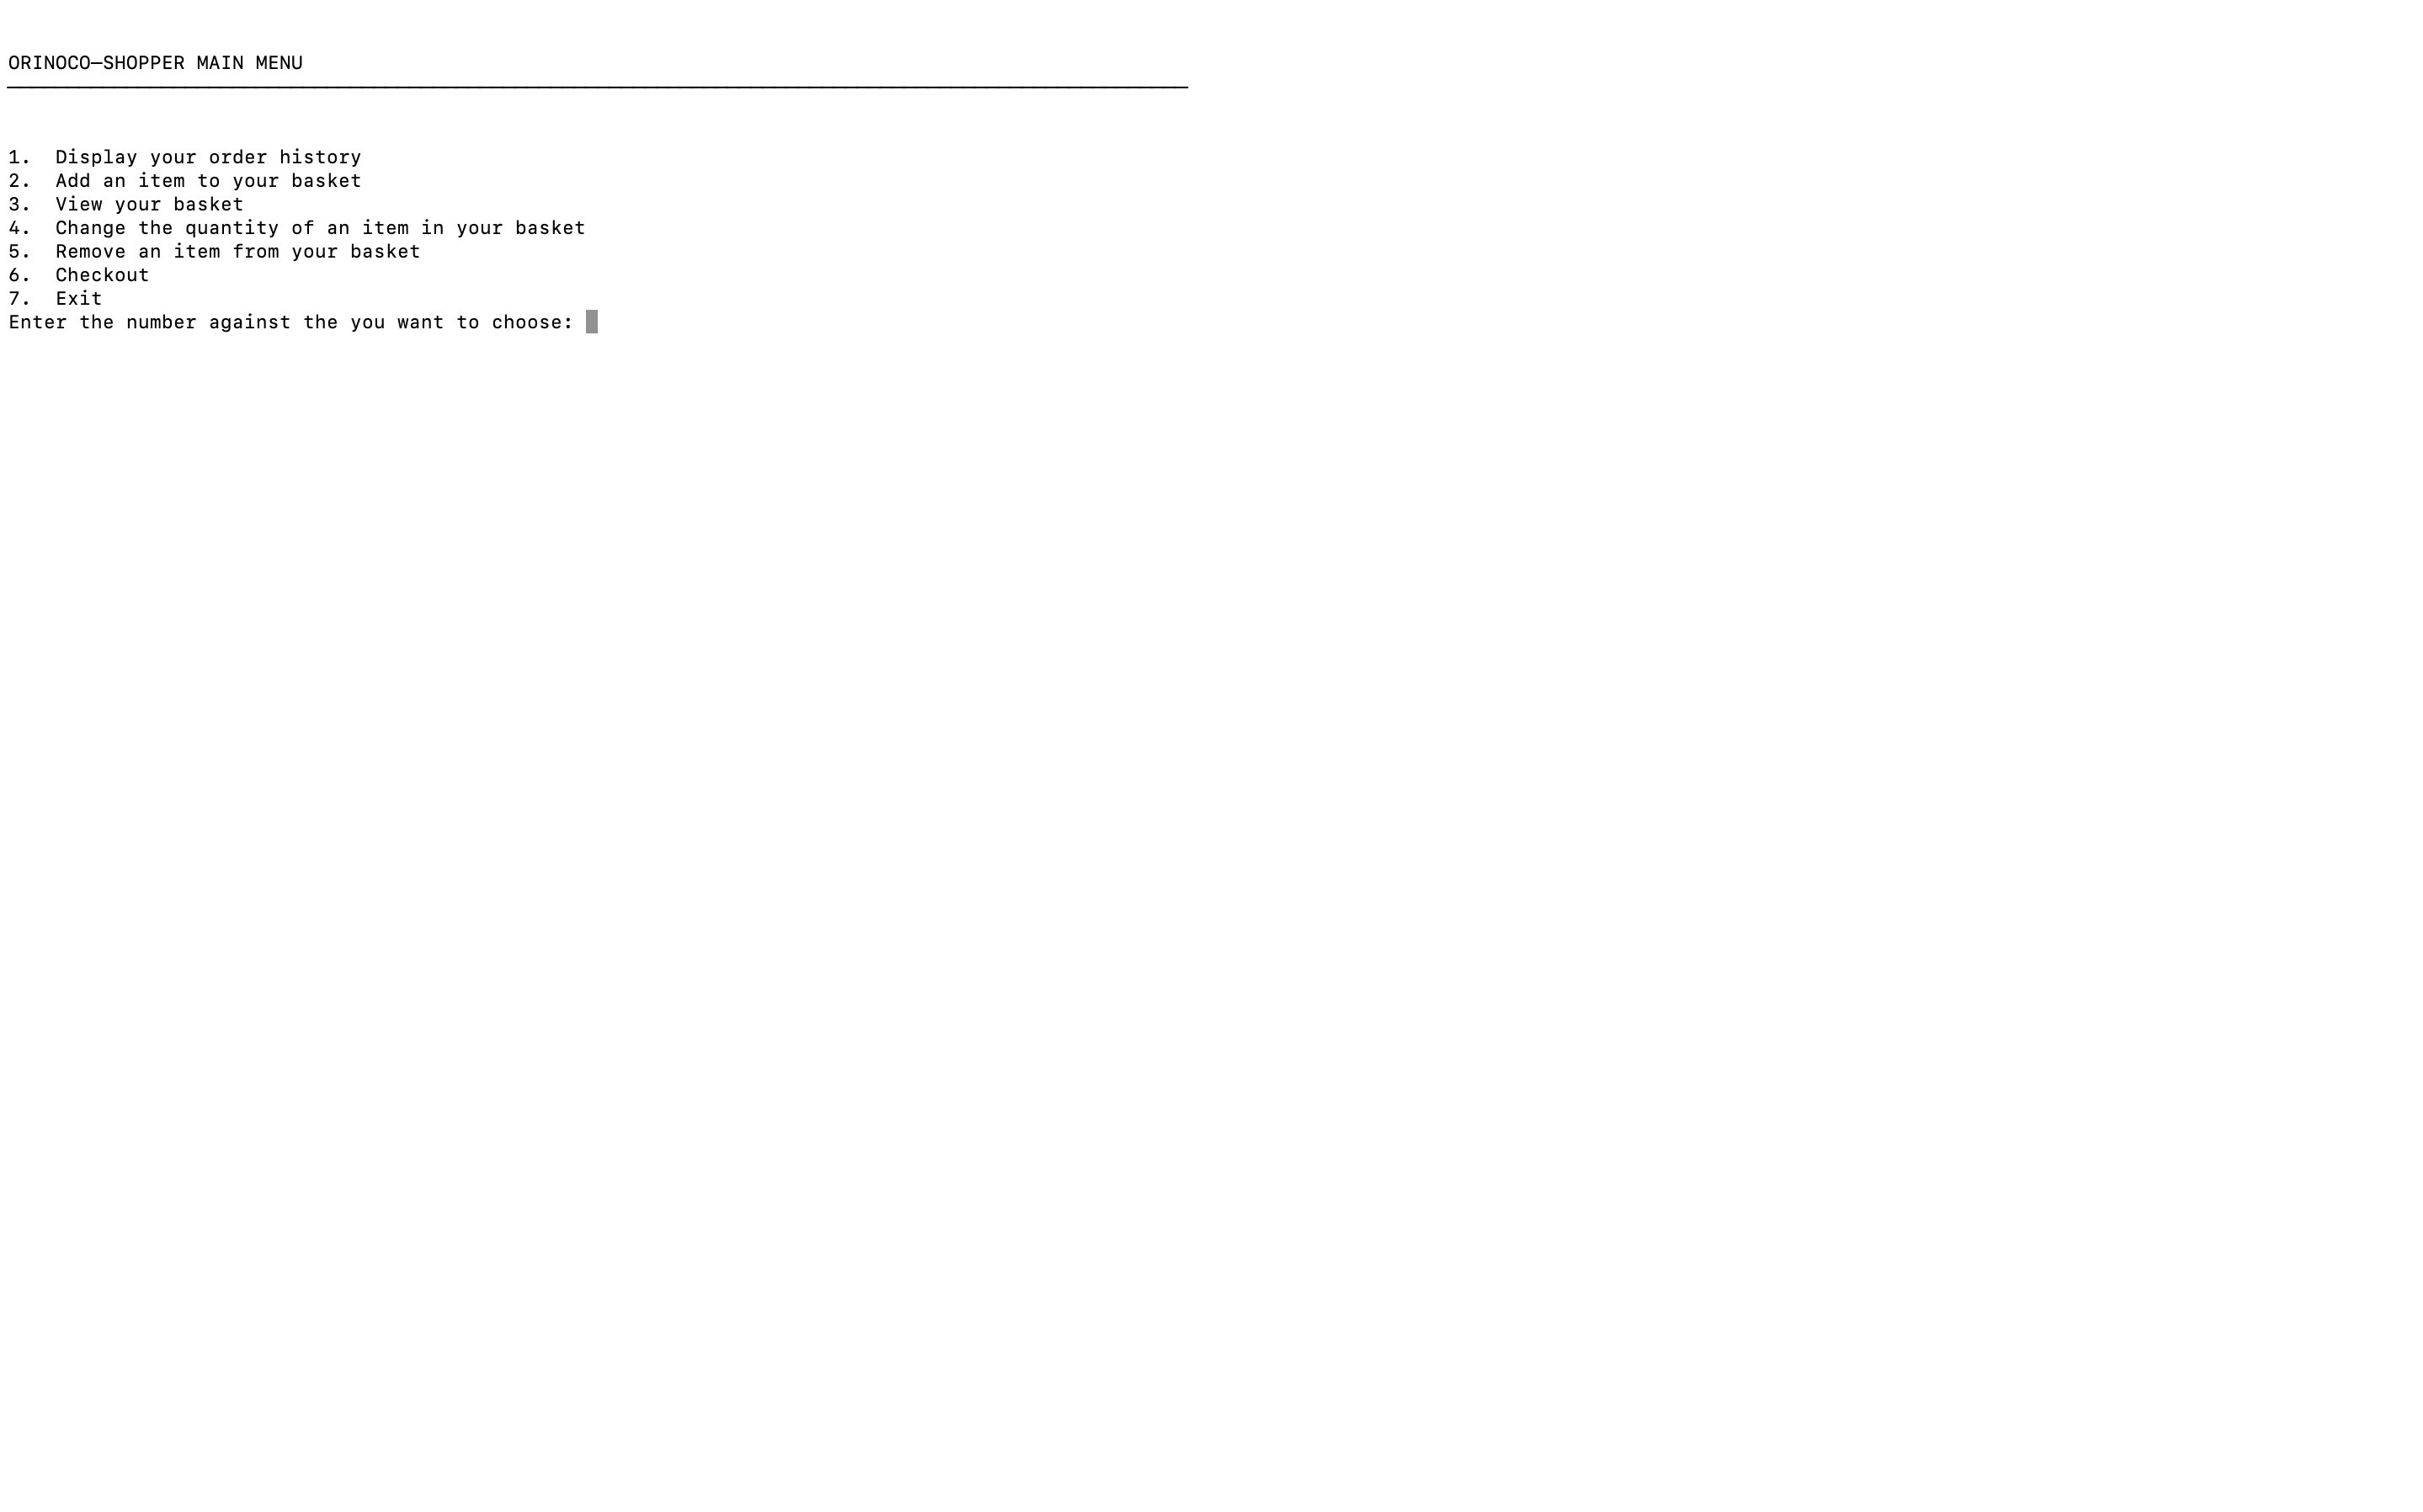 ORINOCO—SHOPPER MAIN MENU
1.  Display your order history
2.  Add an item to your basket
3.  View your basket
4.  Change the quantity of an item in your basket
5.  Remove an item from your basket
6.  Checkout
7.  Exit
Enter the number against the you want to choose: